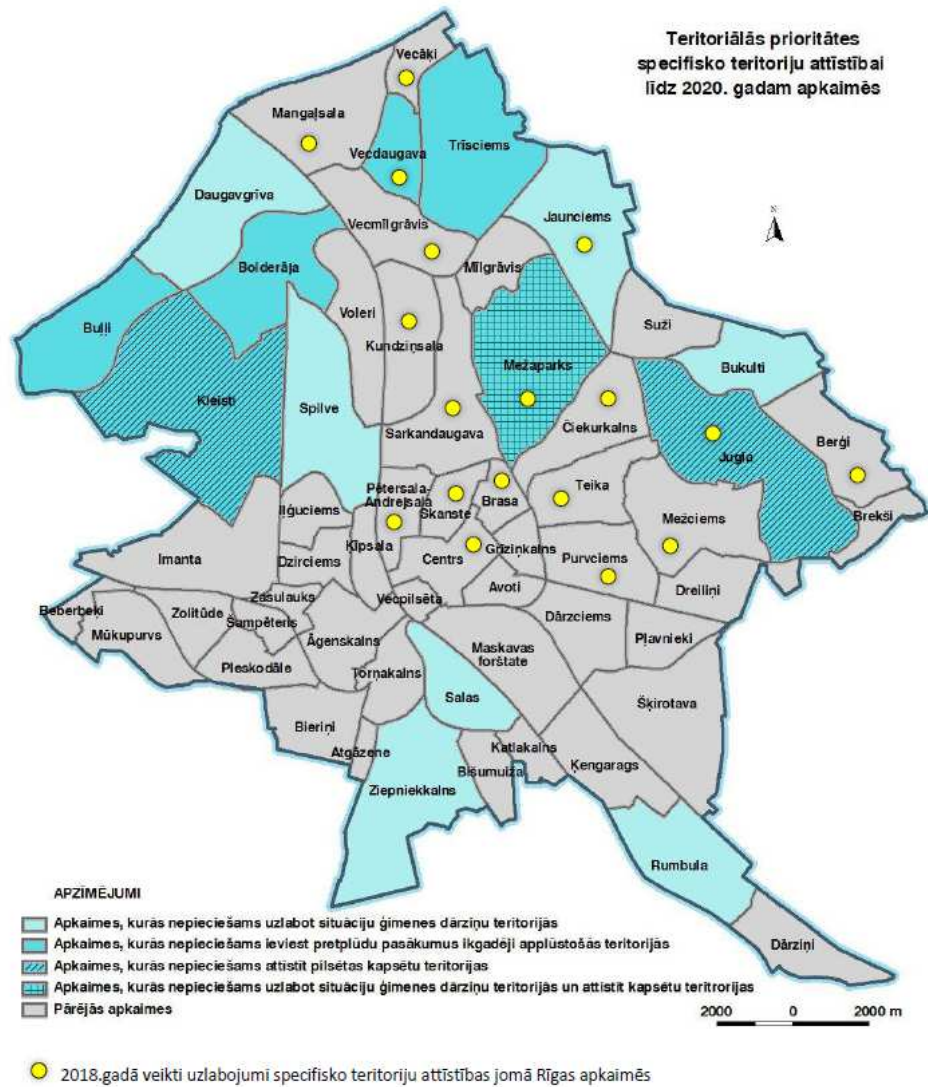 Teritoriālās prioritātes
specifisko teritoriju attīstībai
līdz 2020. gadam apkaimēs
Vecāķi
Mangaļsala
Vecdaugava
Trīsciems
Daugavgrīva
Jaunciems
N
Vecmīlgrāvis
Bolderāja
Mīlgrāvis
Voleri
Buļļi
Kundziņsala
Suži
Mežaparks
Bukulti
Kleisti
Spilve
Sarkandaugava
Čiekurkalns
Jugla
Berģi
Pētersala-
Andrejsala
Skanste
Brasa
Teika
Iļģuciems
Mežciems
Brekši
Ķīpsala
Imanta
Dzirciems
Centrs
Grīziņkalns
Purvciems
Avoti
Dreiliņi
Beberbeķi
Zolitūde
Zasulauks
Vecpilsēta
Dārzciems
Mūkupurvs
Šampēteris
Āgenskalns
Pļavnieki
Maskavas
forštate
Pleskodāle
Torņakalns
Salas
Šķirotava
Bieriņi
Atgāzene
Katlakalns
Bišumuiža
Ķengarags
Ziepniekkalns
Rumbula
Dārziņi
APZĪMĒJUMI
Apkaimes, kurās nepieciešams uzlabot situāciju ģimenes dārziņu teritorijās
Apkaimes, kurās nepieciešams ieviest pretplūdu pasākumus ikgadēji applūstošās teritorijās
Apkaimes, kurās nepieciešams attīstīt pilsētas kapsētu teritorijas
Apkaimes, kurās nepieciešams uzlabot situāciju ģimenes dārziņu teritorijās un attīstīt kapsētu teritrorijas
Pārējās apkaimes
2000 0 2000 m
2018.gadā veikti uzlabojumi specifisko teritoriju attīstības jomā Rīgas apkaimēs